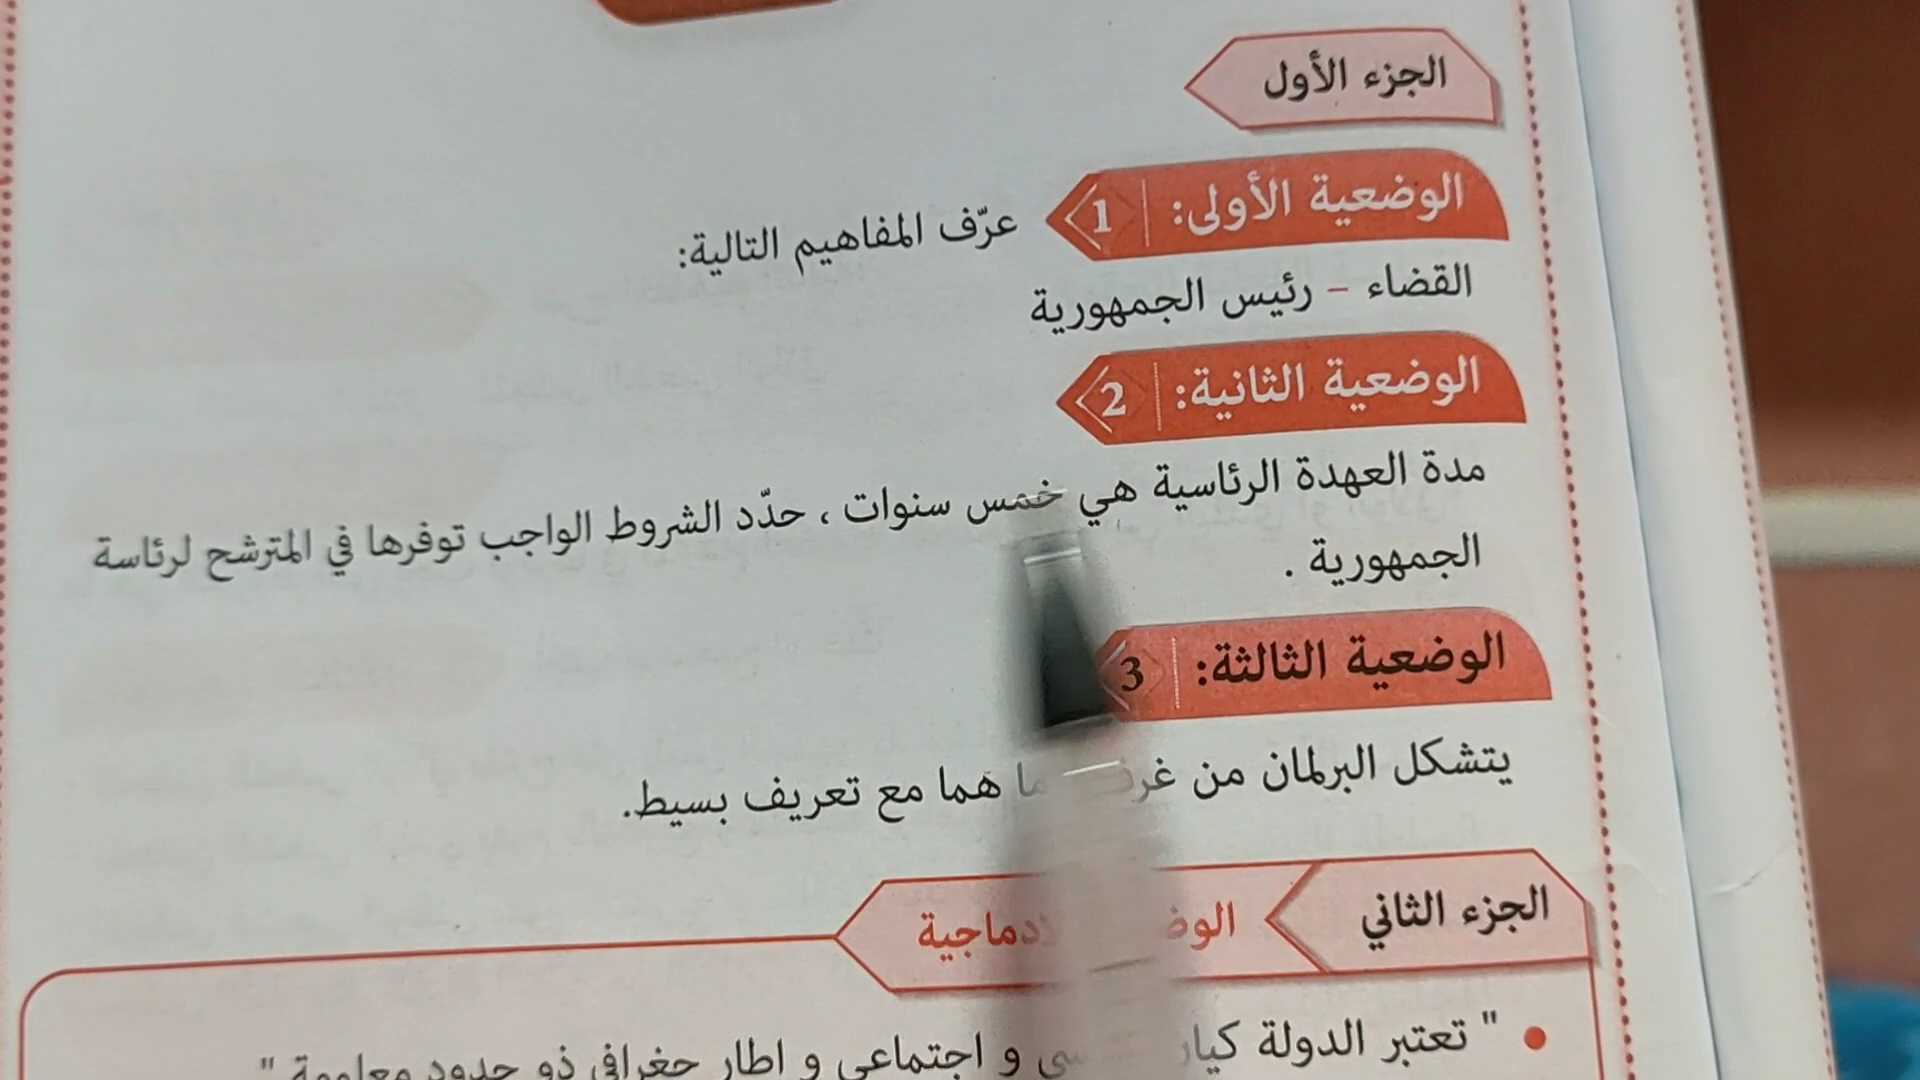 الجزء الأول
الوضعية الأولى: 1 عرّف المفاهيم التالية:
القضاء – رئيس الجمهورية
الوضعية الثانية: 2
مدة العهدة الرئاسية هي خمس سنوات ، حدّد الشروط الواجب توفرها في المترشح لرئاسة
الجمهورية .
الوضعية الثالثة: 3
يتشكل البرلمان من هما مع تعريف بسيط.
الجزء الثاني
• " تعتبر الدولة و اجتماعي و اطار جغرافي ذو حدود معلومة "